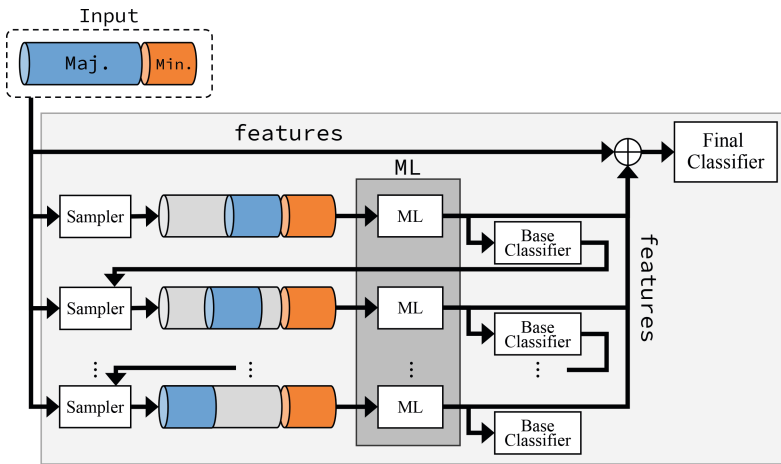 Input
Maj.
Min.
features
Final
Classifier
ML
Sampler
ML
Base
Classifier
features
Sampler
ML
Base
Classifier
Sampler
ML
Base
Classifier